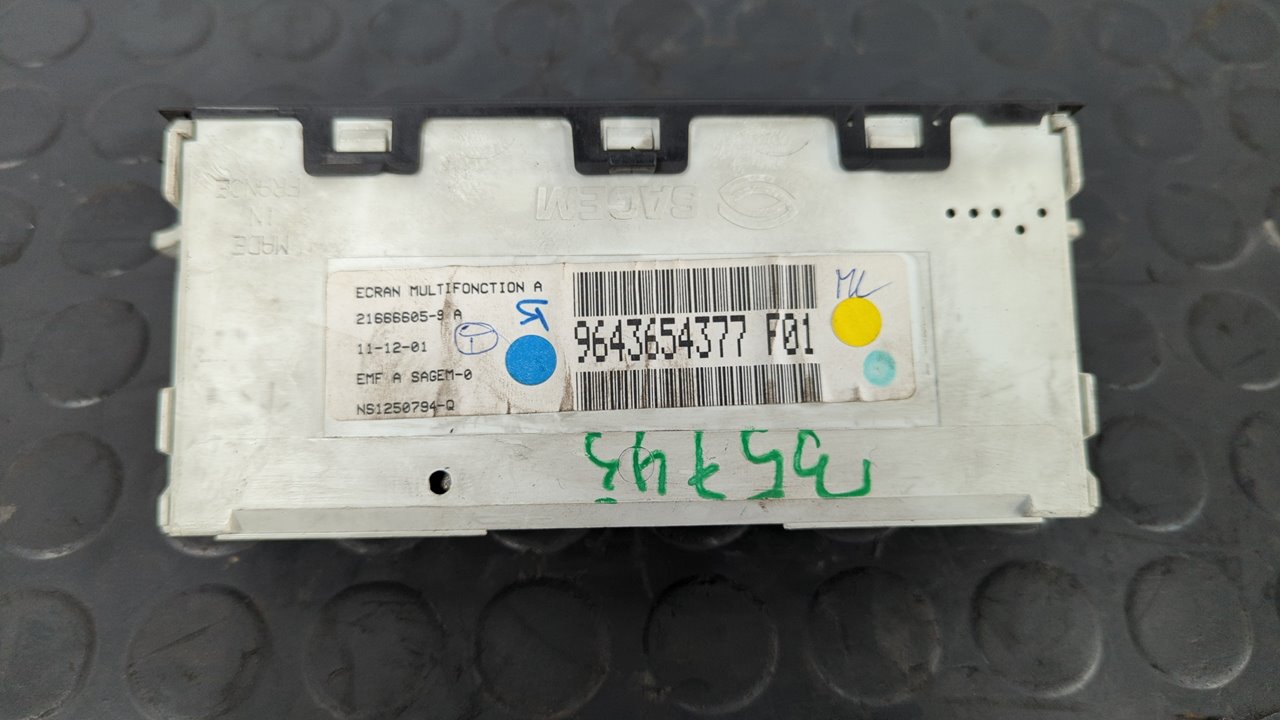 MADE
IN
FRANCE
SAGEM
ECRAN MULTIFONCTION A
21666605-9 A
11-12-01
EMF A SAGEM-0
NS1250794-Q
9643654377 F01